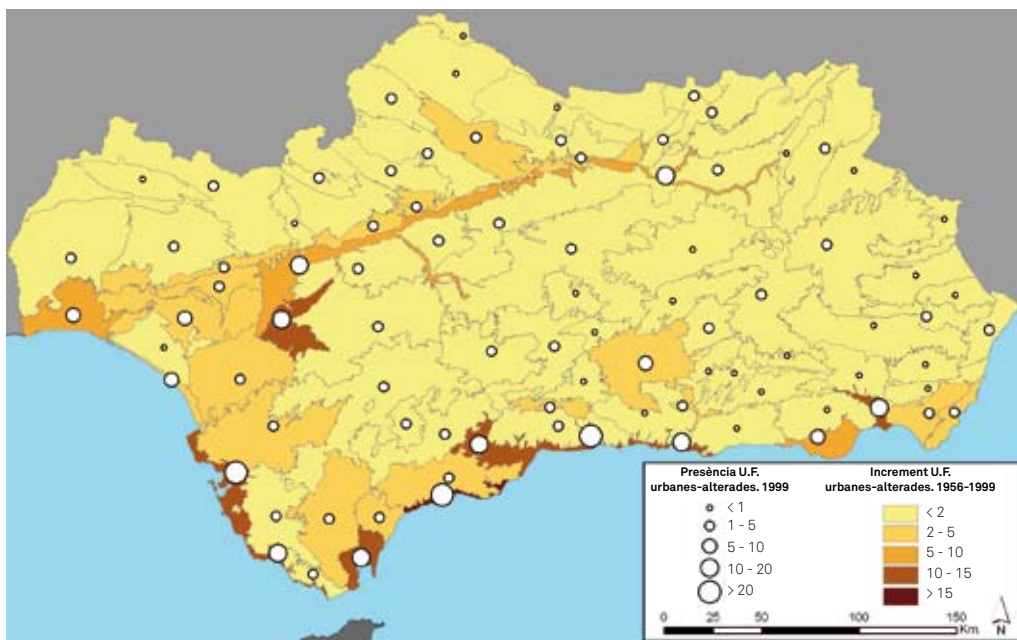 Presència U.F.
urbanes-alterades. 1999
< 1
1 - 5
5 - 10
10 - 20
> 20
Increment U.F.
urbanes-alterades. 1956-1999
< 2
2 - 5
5 - 10
10 - 15
> 15
0 25 50 100 150
Km.
N